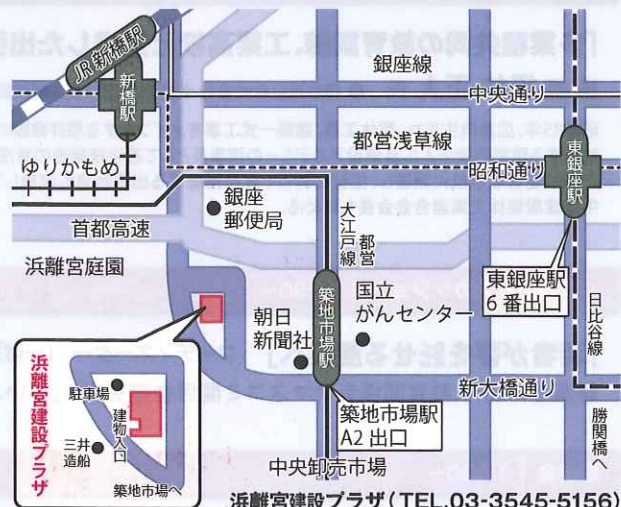 JR 新橋駅
新橋駅
銀座線
中央通り
都営浅草線
昭和通り
東銀座駅
ゆりかもめ
首都高速
銀座
郵便局
都営
大江戸線
浜離宮庭園
築地市場駅
国立
がんセンター
朝日
新聞社
東銀座駅
6 番出口
日比谷線
新大橋通り
勝閧橋へ
築地市場駅
A2 出口
中央卸売市場
浜離宮建設プラザ
駐車場
建物入口
三井
造船
築地市場へ
浜離宮建設プラザ(TEL.03-3545-5156)